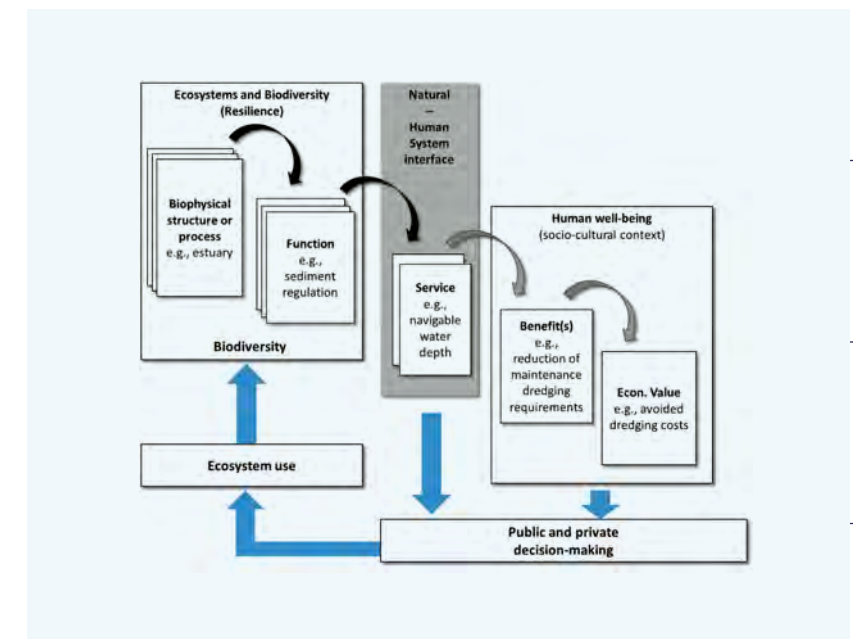 Ecosystems and Biodiversity
(Resilience)
Biophysical
structure or
process
e.g., estuary
Function
e.g.,
sediment
regulation
Biodiversity
Natural
–
Human
System
interface
Service
e.g.,
navigable
water
depth
Human well-being
(socio-cultural context)
Benefit(s)
e.g.,
reduction of
maintenance
dredging
requirements
Econ. Value
e.g., avoided
dredging costs
Ecosystem use
Public and private
decision-making